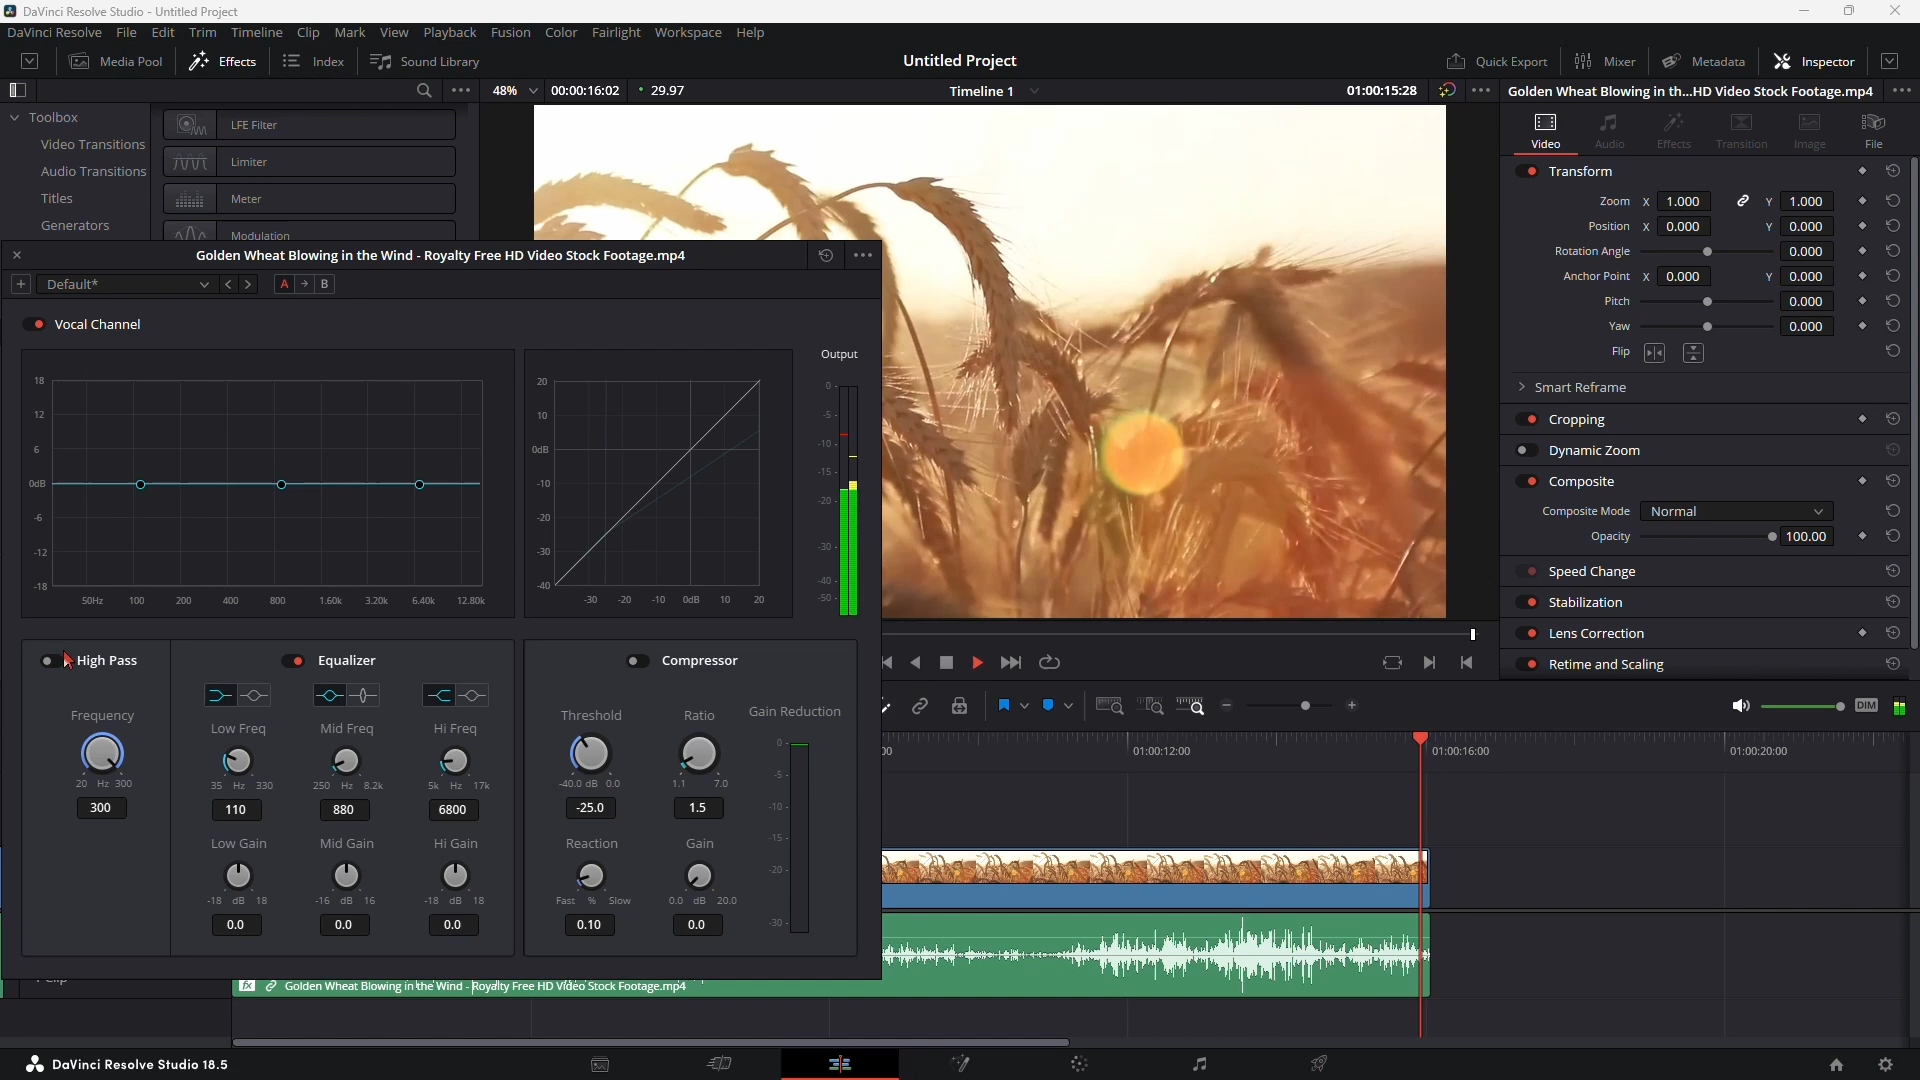 DaVinci Resolve Studio - Untitled Project
DaVinci Resolve File Edit Trim Timeline Clip Mark View Playback Fusion Color Fairlight Workspace Help
Media Pool Effects Index Sound Library Untitled Project Quick Export Mixer Metadata Inspector
48% 00:00:16:02 29.97 Timeline 1 01:00:15:28 Golden Wheat Blowing in th...HD Video Stock Footage.mp4
Toolbox
Video Transitions
Audio Transitions
Titles
Generators
LFE Filter
Limiter
Meter
Modulation
Video Audio Effects Transition Image File
Transform
Zoom X 1.000 Y 1.000
Position X 0.000 Y 0.000
Rotation Angle 0.000
Anchor Point X 0.000 Y 0.000
Pitch 0.000
Yaw 0.000
Flip
Smart Reframe
Cropping
Dynamic Zoom
Composite
Composite Mode Normal
Opacity 100.00
Speed Change
Stabilization
Lens Correction
Retime and Scaling
Golden Wheat Blowing in the Wind - Royalty Free HD Video Stock Footage.mp4
Default* A B
Vocal Channel
18
12
6
0dB
-6
-12
-18
50Hz 100 200 400 800 1.60k 3.20k 6.40k 12.80k
20
10
0dB
-10
-20
-30
-40
-30 -20 -10 0dB 10 20
Output
0
-5
-10
-15
-20
-30
-40
-50
High Pass
Frequency
20 Hz 300
300
Equalizer
Low Freq Mid Freq Hi Freq
35 Hz 330 250 Hz 8.2k 5k Hz 17k
110 880 6800
Low Gain Mid Gain Hi Gain
-18 dB 18 -16 dB 16 -18 dB 18
0.0 0.0 0.0
Compressor
Threshold Ratio Gain Reduction
-40.0 dB 0.0 1.1 7.0
-25.0 1.5
Reaction Gain
Fast % Slow 0.0 dB 20.0
0.10 0.0
0
-5
-10
-15
-20
-30
DIM
01:00:12:00 01:00:16:00 01:00:20:00
fx Golden Wheat Blowing in the Wind - Royalty Free HD Video Stock Footage.mp4
DaVinci Resolve Studio 18.5